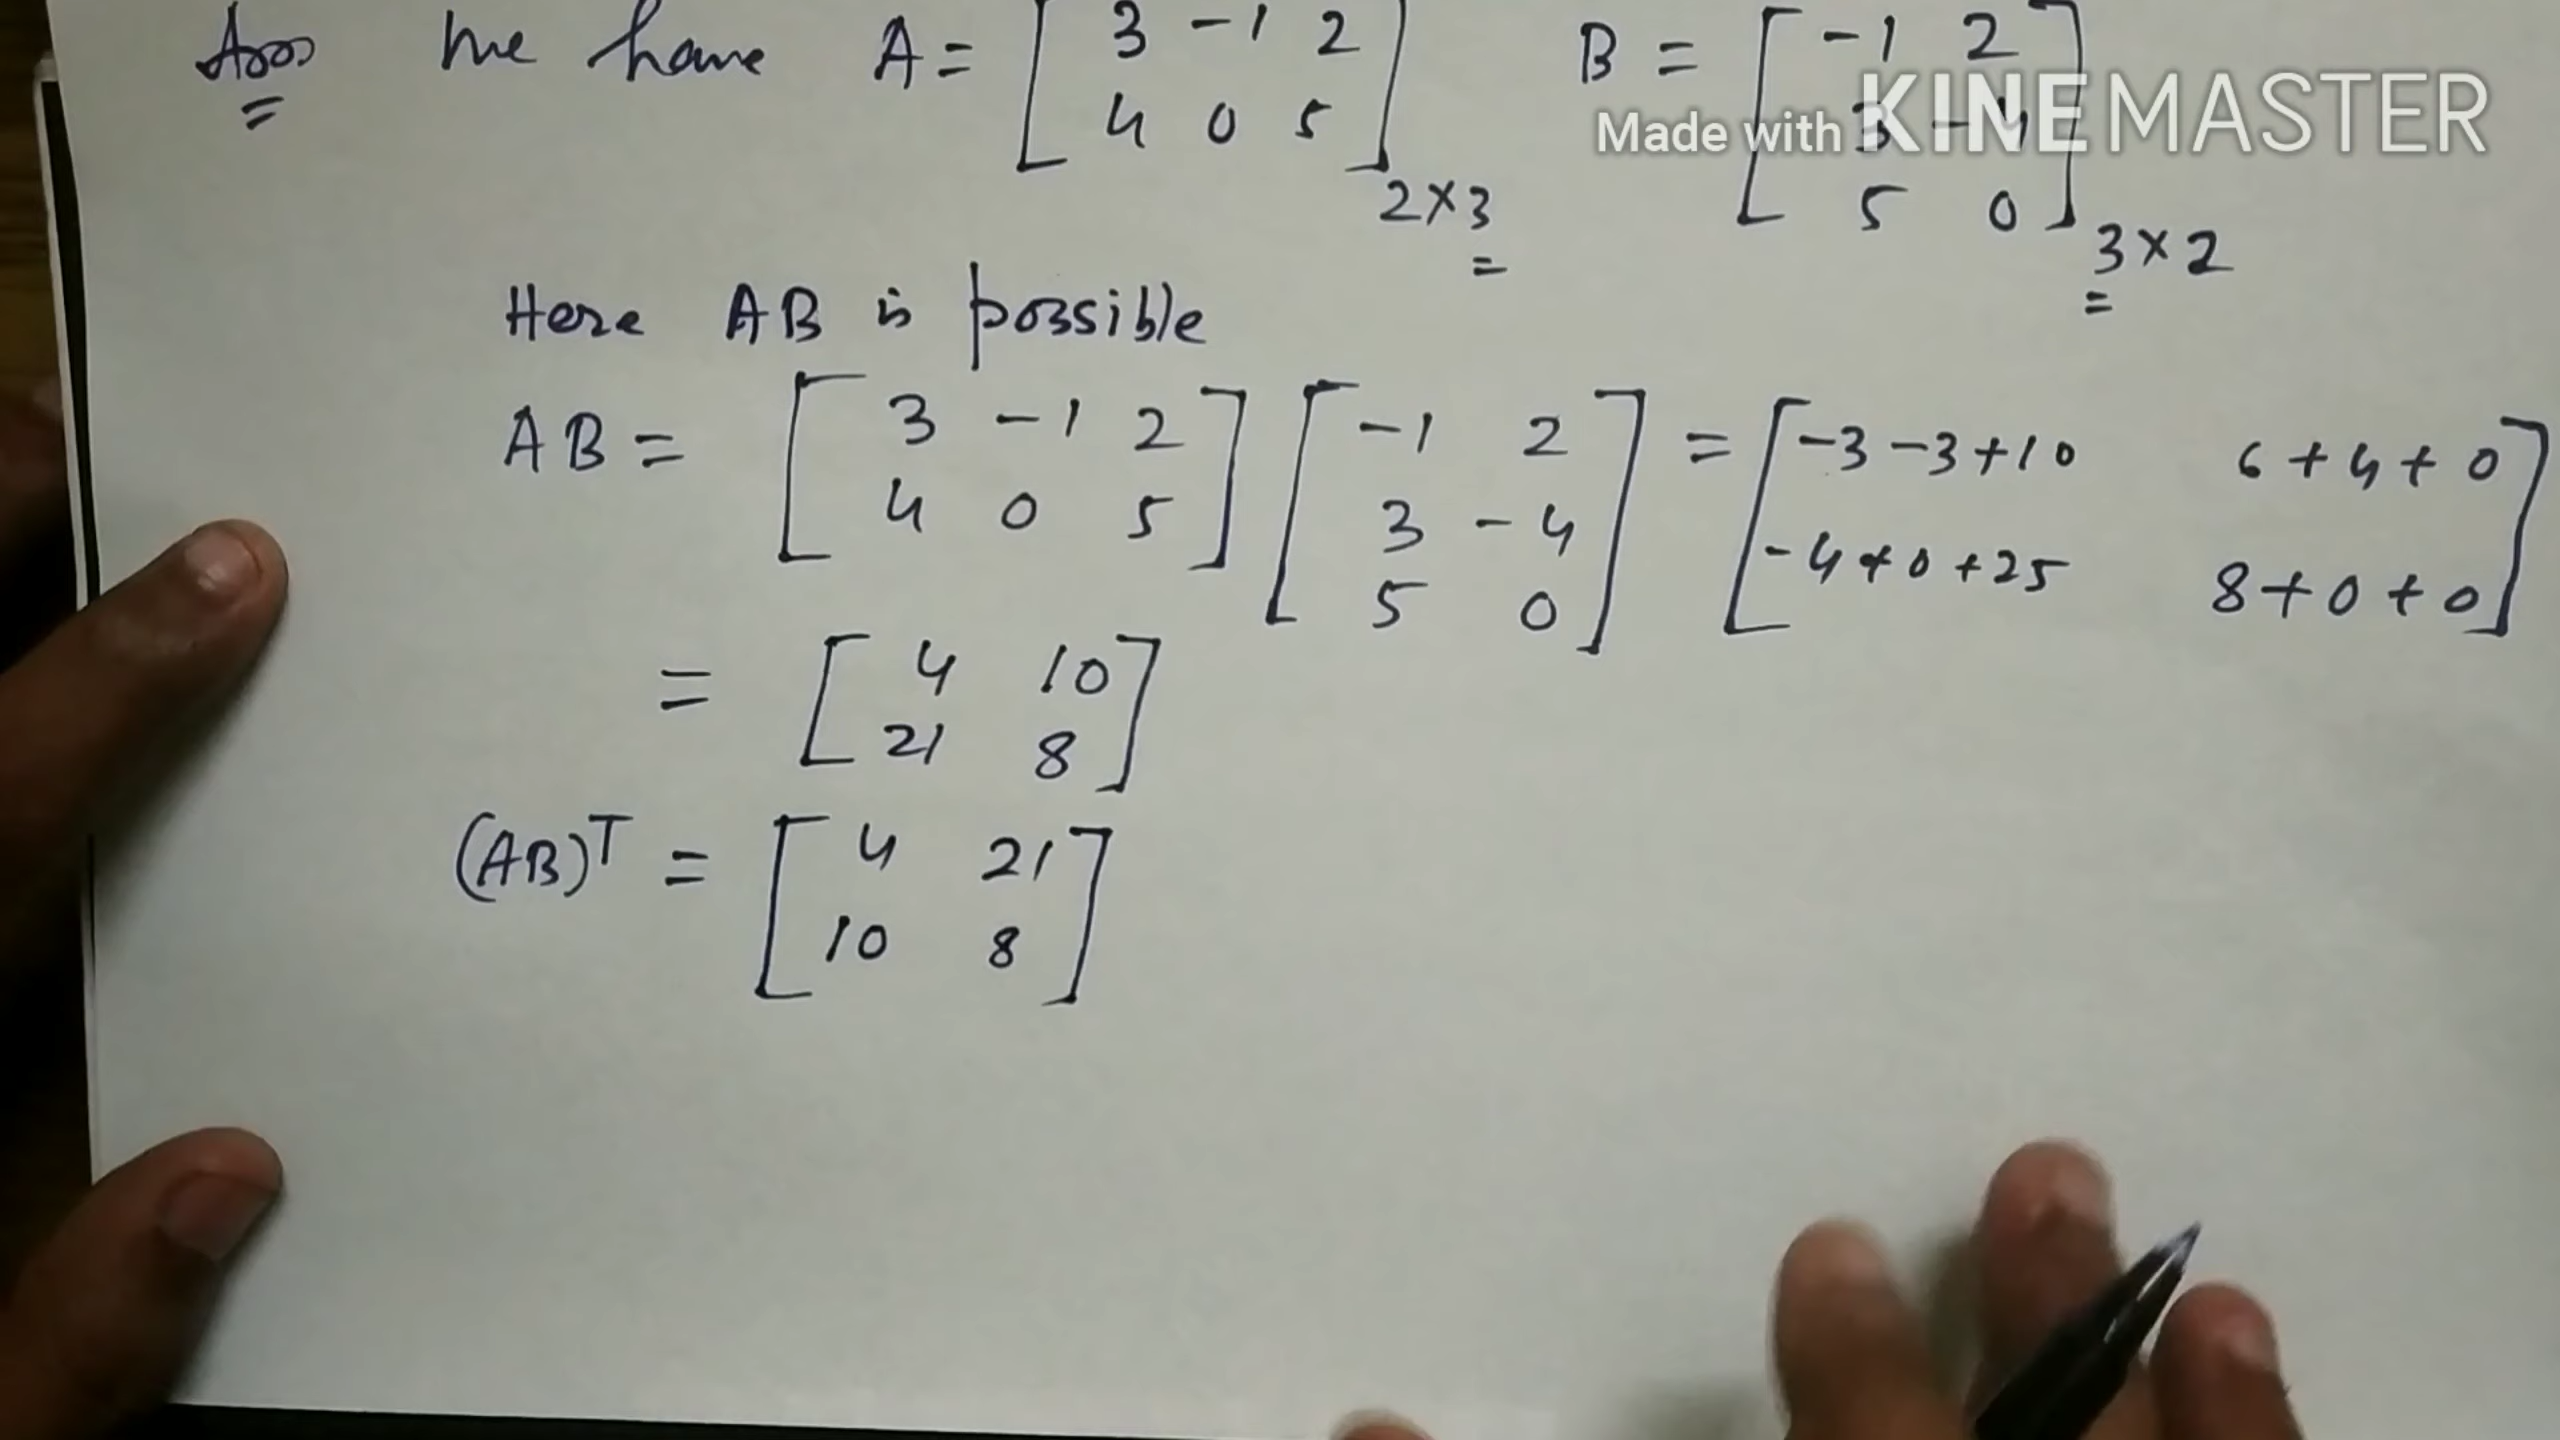 Ans We have A = [ 3 -1 2 B = [ -1 2
4 0 5 ] 2×3 3 -4
5 0 ] 3×2
Made with KINEMASTER
Here AB is possible
AB = [ 3 -1 2 ] [ -1 2 ] = [ -3-3+10 6+4+0 ]
4 0 5 3 -4 -4+0+25 8+0+0
5 0
= [ 4 10 ]
21 8
(AB)ᵀ = [ 4 21 ]
10 8